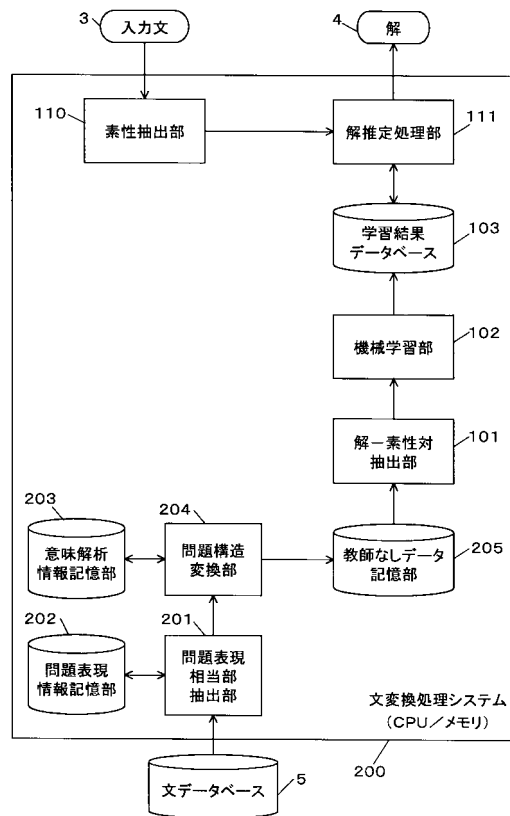 3
入力文
4
解
110
素性抽出部
解推定処理部
111
学習結果
データベース
103
機械学習部
102
解－素性対
抽出部
101
203
意味解析
情報記憶部
204
問題構造
変換部
教師なしデータ
記憶部
205
202
問題表現
情報記憶部
201
問題表現
相当部
抽出部
文変換処理システム
（CPU／メモリ）
200
文データベース
5